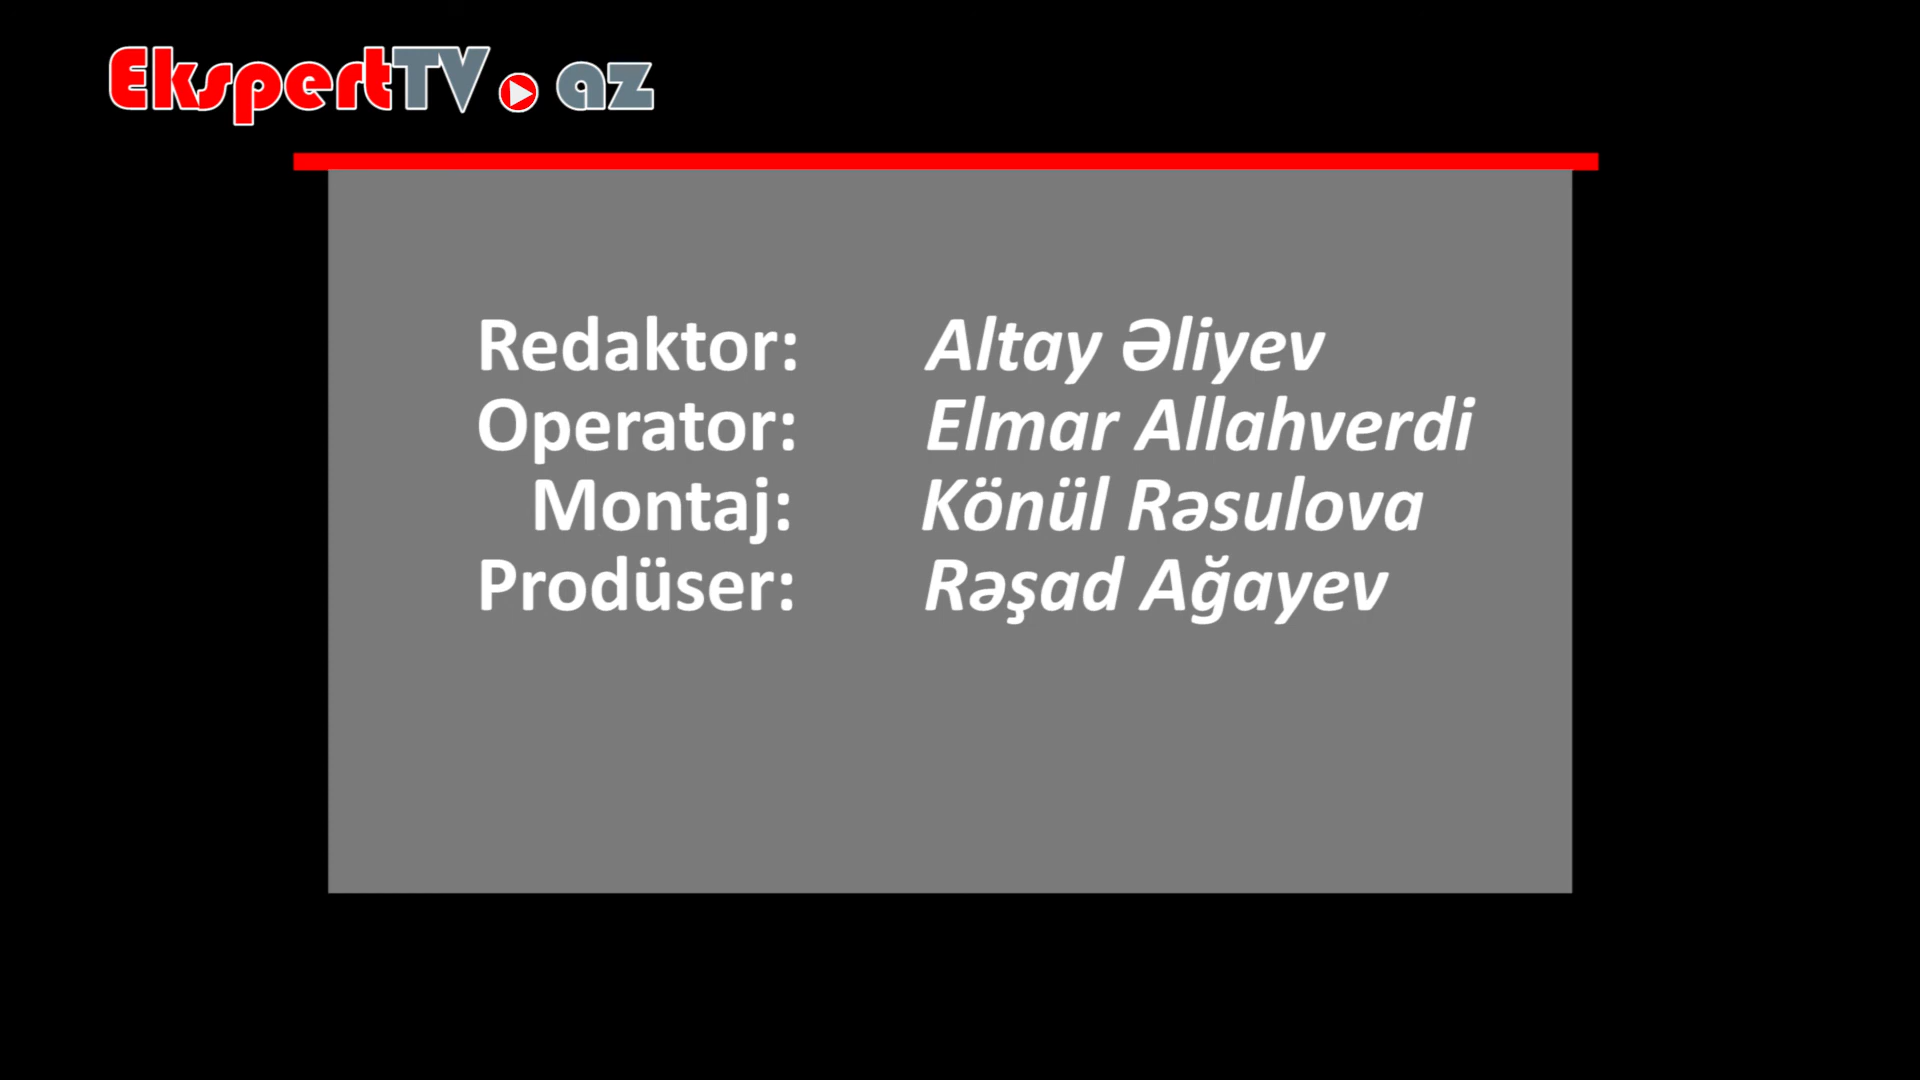 EkspertTV.az
Redaktor: Altay Əliyev
Operator: Elmar Allahverdi
Montaj: Könül Rəsulova
Prodüser: Rəşad Ağayev